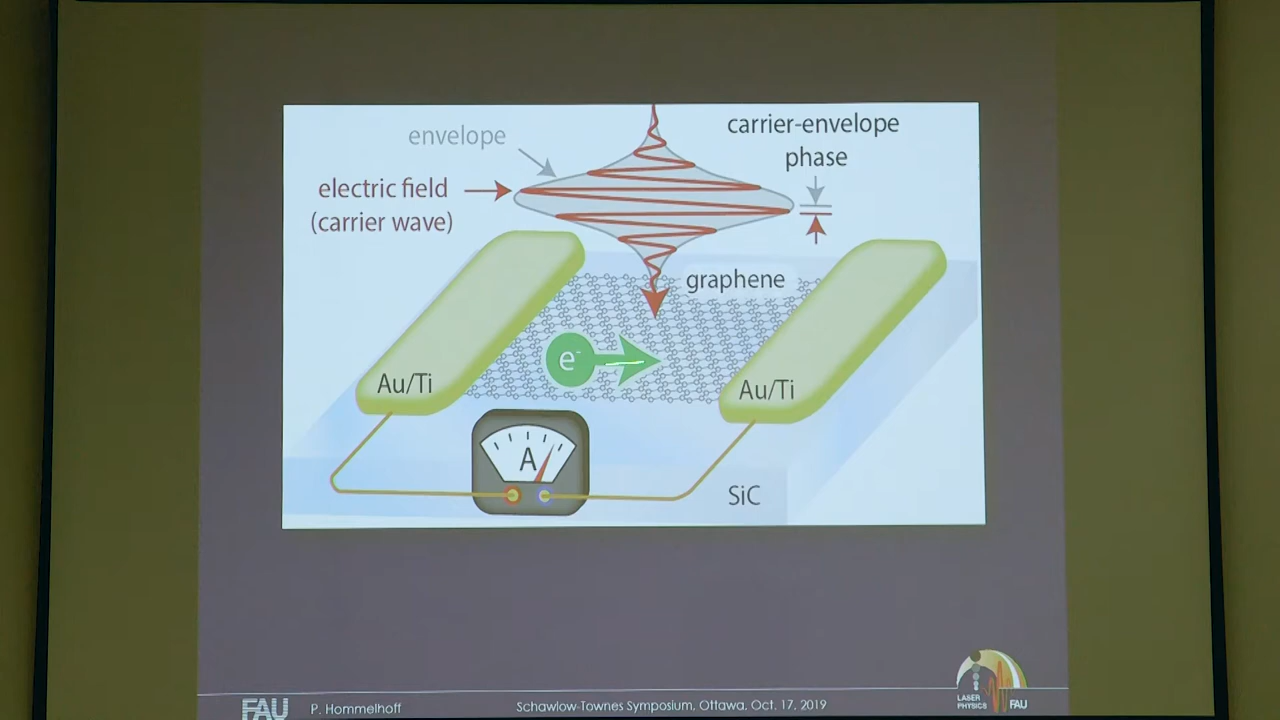 envelope
carrier-envelope
phase
electric field
(carrier wave)
graphene
e-
Au/Ti
Au/Ti
A
SiC
FAU
P. Hommelhoff
Schawlow-Townes Symposium, Ottawa, Oct. 17, 2019
LASER
PHYSICS
FAU